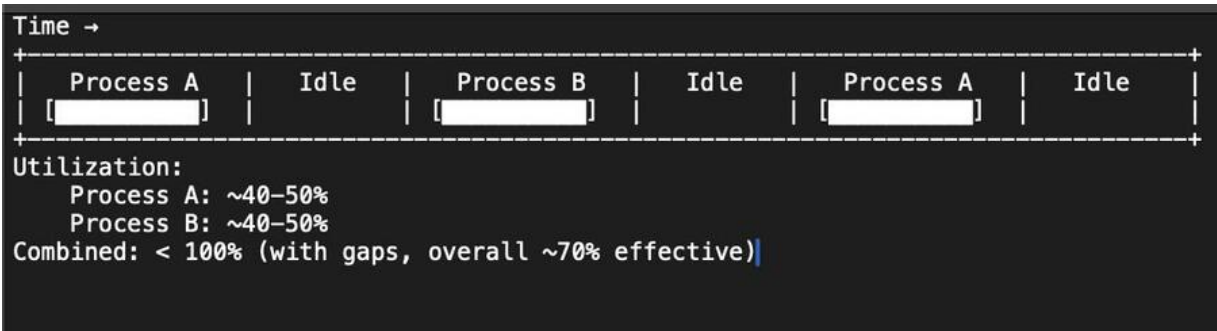 Time →
+---------------------------------------------------------------------------------+
|   Process A   |   Idle   |   Process B   |   Idle   |   Process A   |   Idle   |
| [██████████] |          | [██████████] |          | [██████████] |          |
+---------------------------------------------------------------------------------+
Utilization:
    Process A: ~40-50%
    Process B: ~40-50%
Combined: < 100% (with gaps, overall ~70% effective)